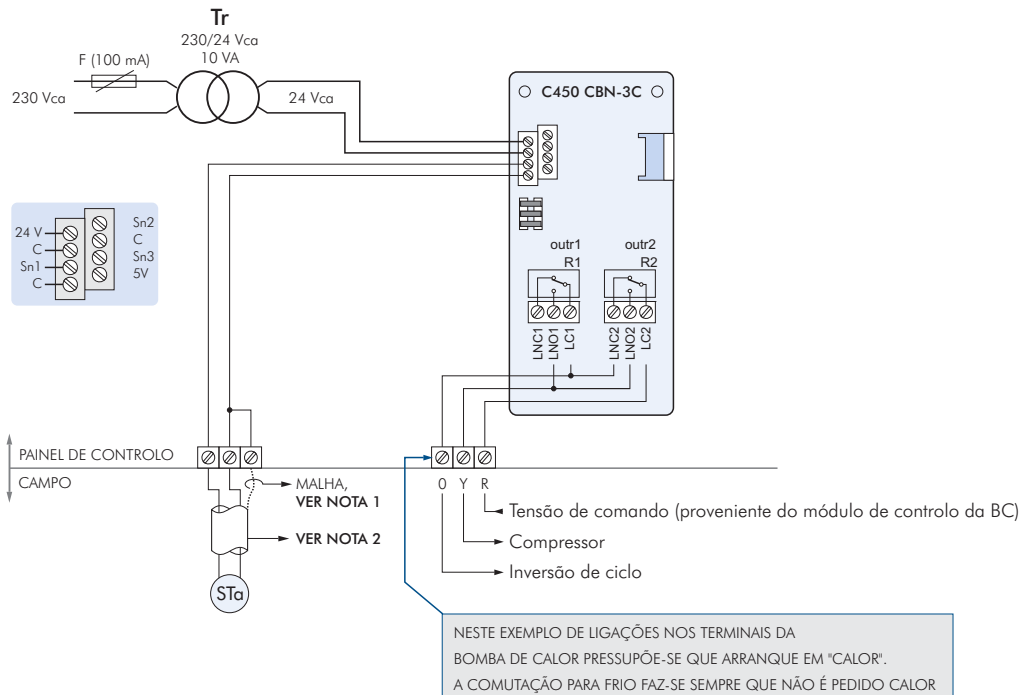 Tr
230/24 Vca
10 VA
F (100 mA)
230 Vca
24 Vca
C450 CBN-3C
24 V
C
Sn1
C
Sn2
C
Sn3
5V
outr1
R1
outr2
R2
LNC1
LNO1
LC1
LNC2
LNO2
LC2
PAINEL DE CONTROLO
CAMPO
MALHA,
VER NOTA 1
VER NOTA 2
STa
0 Y R
Tensão de comando (proveniente do módulo de controlo da BC)
Compressor
Inversão de ciclo
NESTE EXEMPLO DE LIGAÇÕES NOS TERMINAIS DA
BOMBA DE CALOR PRESSUPÕE-SE QUE ARRANQUE EM "CALOR".
A COMUTAÇÃO PARA FRIO FAZ-SE SEMPRE QUE NÃO É PEDIDO CALOR